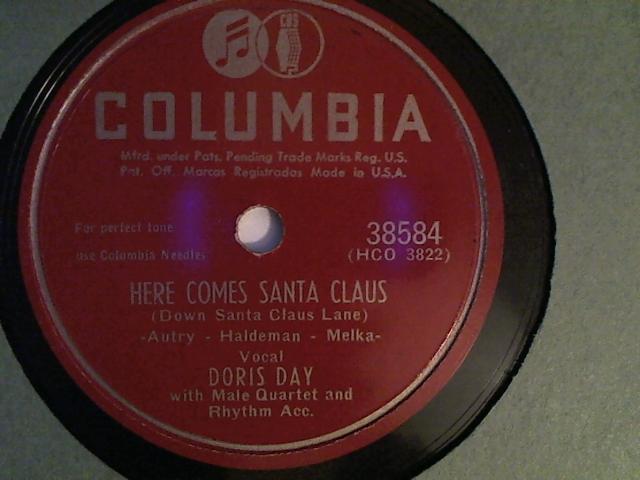 CBS
COLUMBIA
Mfrd. under Pats. Pending Trade Marks Reg. U.S.
Pat. Off. Marcas Registradas Made in U.S.A.
For perfect tone
use Columbia Needles
38584
(HCO 3822)
HERE COMES SANTA CLAUS
(Down Santa Claus Lane)
-Autry - Haldeman - Melka-
Vocal
DORIS DAY
with Male Quartet and
Rhythm Acc.